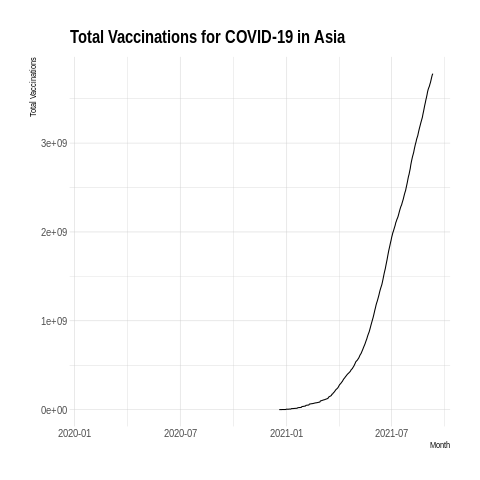 Total Vaccinations for COVID-19 in Asia
Total Vaccinations
3e+09
2e+09
1e+09
0e+00
2020-01 2020-07 2021-01 2021-07
Month